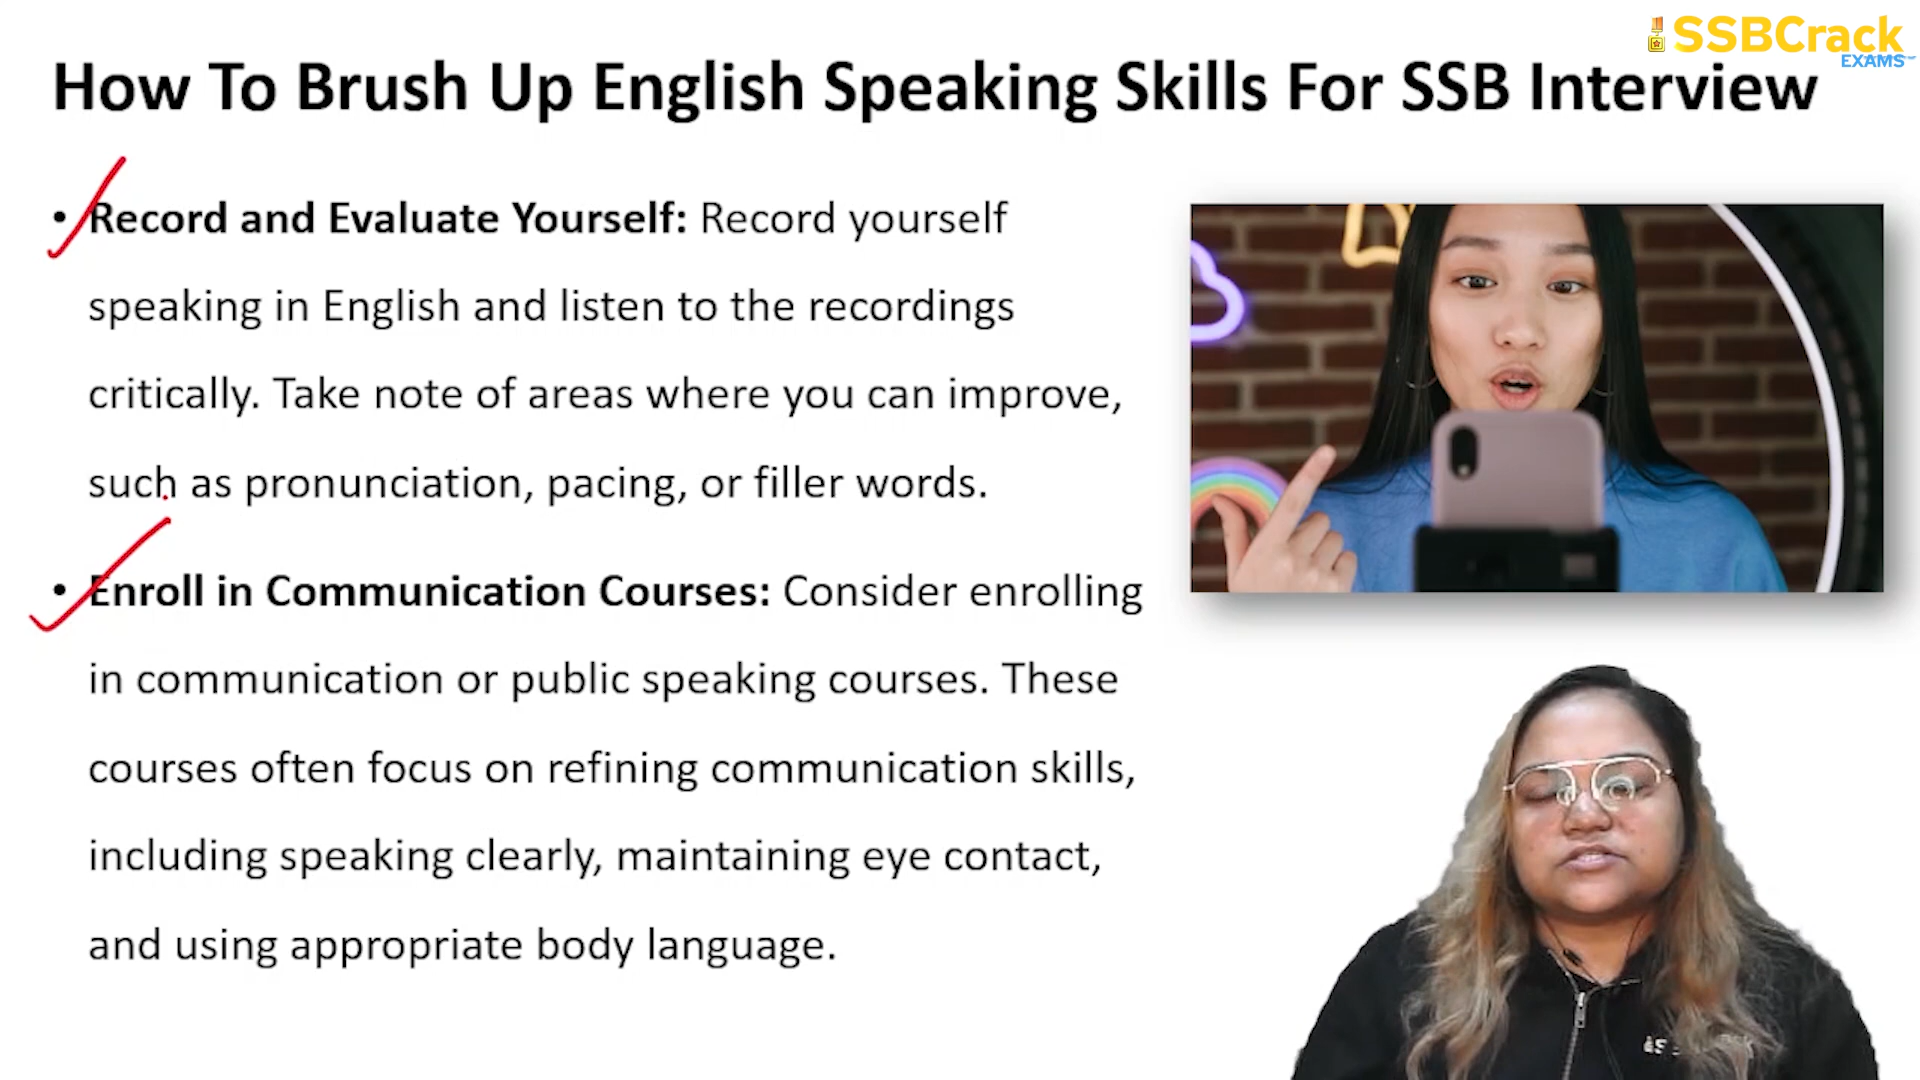 SSBCrack
EXAMS
How To Brush Up English Speaking Skills For SSB Interview
• Record and Evaluate Yourself: Record yourself
speaking in English and listen to the recordings
critically. Take note of areas where you can improve,
such as pronunciation, pacing, or filler words.
• Enroll in Communication Courses: Consider enrolling
in communication or public speaking courses. These
courses often focus on refining communication skills,
including speaking clearly, maintaining eye contact,
and using appropriate body language.